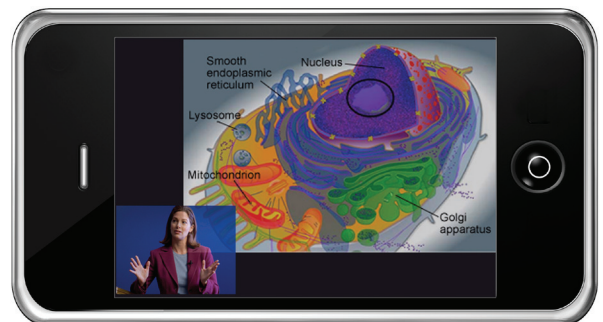 Nucleus
Smooth
endoplasmic
reticulum
Lysosome
Mitochondrion
Golgi
apparatus